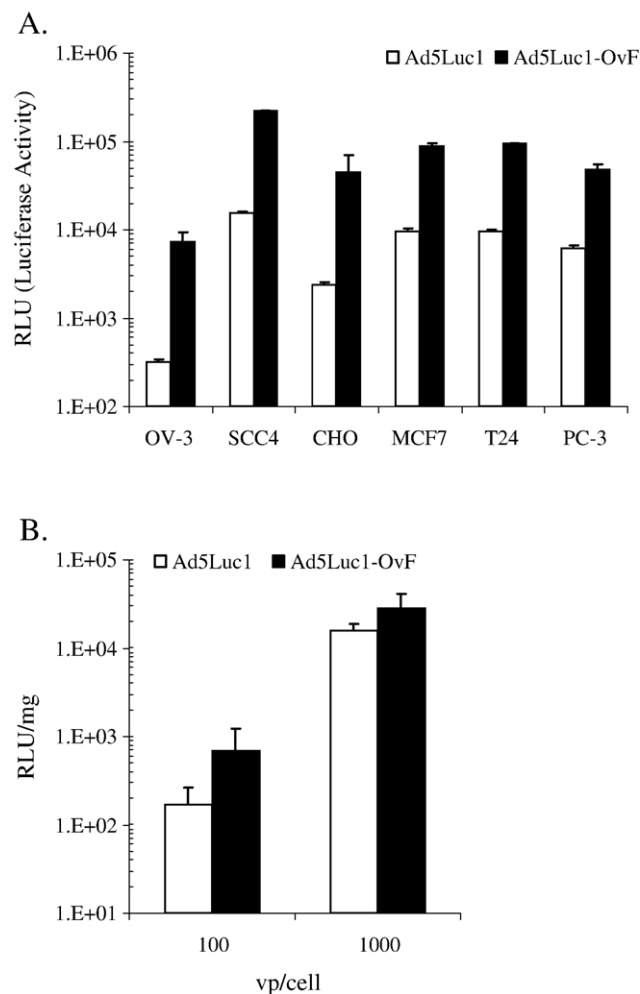 A.
Ad5Luc1 Ad5Luc1-OvF
RLU (Luciferase Activity)
1.E+06
1.E+05
1.E+04
1.E+03
1.E+02
OV-3 SCC4 CHO MCF7 T24 PC-3
B.
Ad5Luc1 Ad5Luc1-OvF
RLU/mg
1.E+05
1.E+04
1.E+03
1.E+02
1.E+01
100 1000
vp/cell